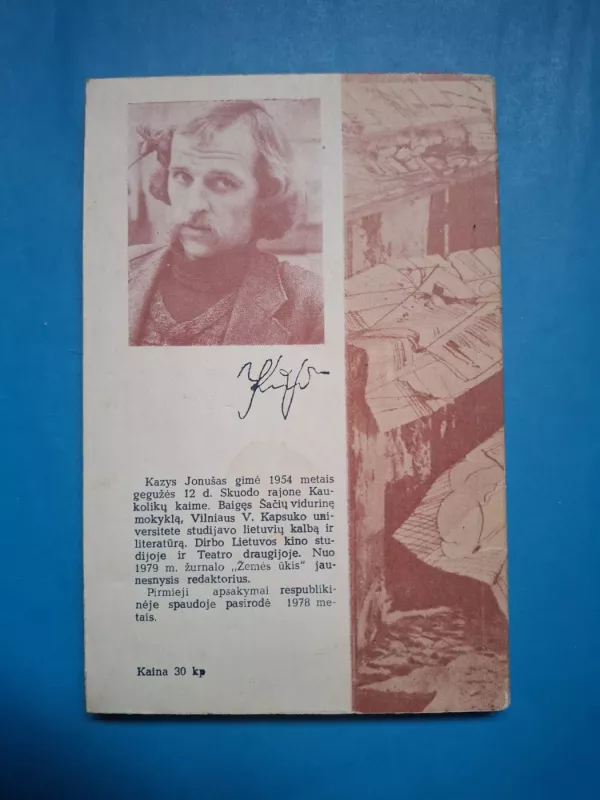 Kazys Jonušas gimė 1954 metais
gegužės 12 d. Skuodo rajone Kau-
kolikų kaime. Baigęs Šačių vidurinę
mokyklą, Vilniaus V. Kapsuko uni-
versitete studijavo lietuvių kalbą ir
literatūrą. Dirbo Lietuvos kino stu-
dijoje ir Teatro draugijoje. Nuo
1979 m. žurnalo „Žemės ūkis" jau-
nesnysis redaktorius.
Pirmieji apsakymai respubliki-
nėje spaudoje pasirodė 1978 me-
tais.
Kaina 30 kp